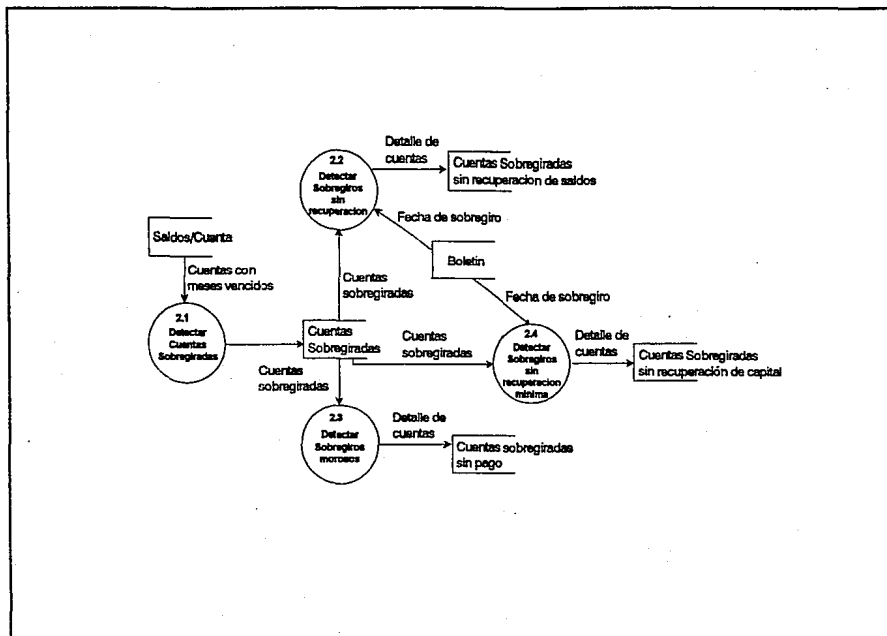 2.2
Detectar
Sobregiros
sin
recuperacion
Detalle de
cuentas
Cuentas Sobregiradas
sin recuperacion de saldos
Fecha de sobregiro
Saldos/Cuenta
Boletin
Cuentas con
meses vencidos
Cuentas
sobregiradas
Fecha de sobregiro
2.1
Detectar
Cuentas
Sobregiradas
Cuentas
Sobregiradas
Cuentas
sobregiradas
2.4
Detectar
Sobregiros
sin
recuperacion
minima
Detalle de
cuentas
Cuentas Sobregiradas
sin recuperación de capital
Cuentas
sobregiradas
2.3
Detectar
Sobregiros
morosos
Detalle de
cuentas
Cuentas sobregiradas
sin pago